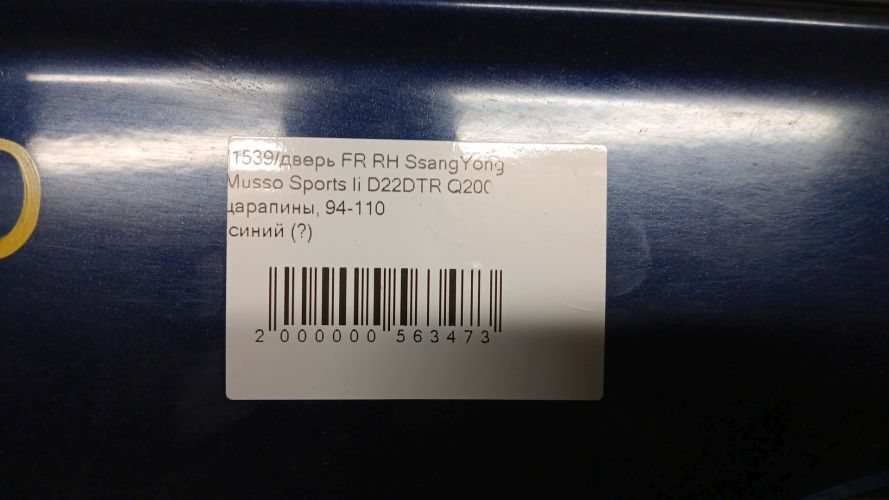 1539/дверь FR RH SsangYong
Musso Sports Ii D22DTR Q200
царапины, 94-110
синий (?)
2 000000 563473